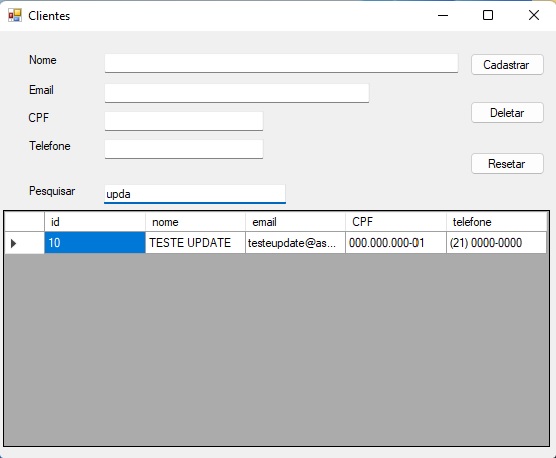 Clientes
Nome
Cadastrar
Email
Deletar
CPF
Telefone
Resetar
Pesquisar upda
id nome email CPF telefone
10 TESTE UPDATE testeupdate@as... 000.000.000-01 (21) 0000-0000